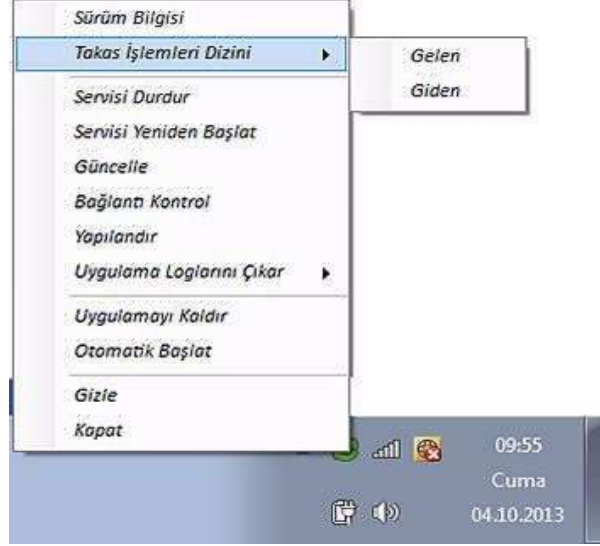 Sürüm Bilgisi
Takas İşlemleri Dizini
Gelen
Giden
Servisi Durdur
Servisi Yeniden Başlat
Güncelle
Bağlantı Kontrol
Yapılandır
Uygulama Loglarını Çıkar
Uygulamayı Kaldır
Otomatik Başlat
Gizle
Kapat
09:55
Cuma
04.10.2013